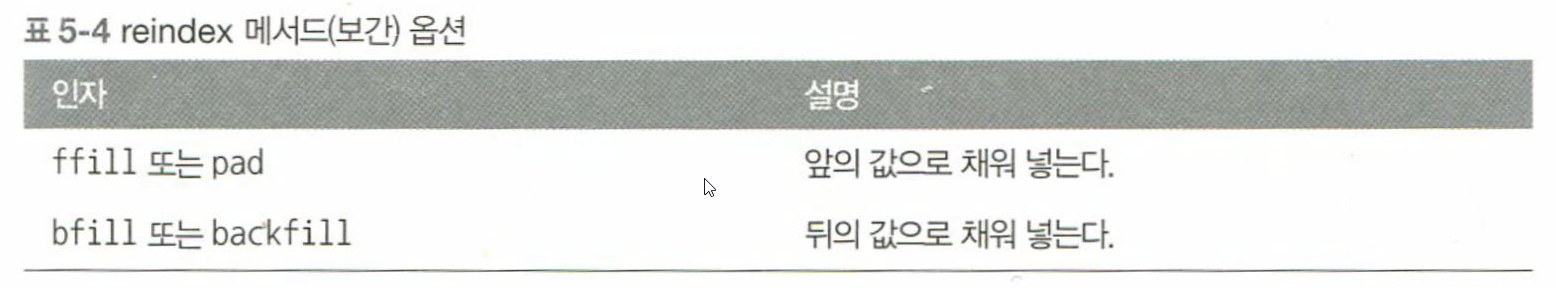 표 5-4 reindex 메서드(보간) 옵션
인자 설명
ffill 또는 pad 앞의 값으로 채워 넣는다.
bfill 또는 backfill 뒤의 값으로 채워 넣는다.